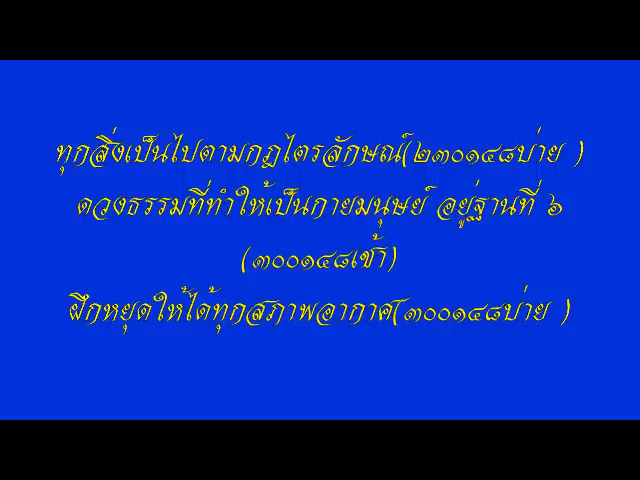 ทุกสิ่งเป็นไปตามกฎไตรลักษณ์(๒๓๐๑๔๘บ่าย )
ดวงธรรมที่ทำให้เป็นกายมนุษย์ อยู่ฐานที่ ๖
(๓๐๐๑๔๘เช้า)
ฝึกหยุดให้ได้ทุกสภาพอากาศ(๓๐๐๑๔๘บ่าย )